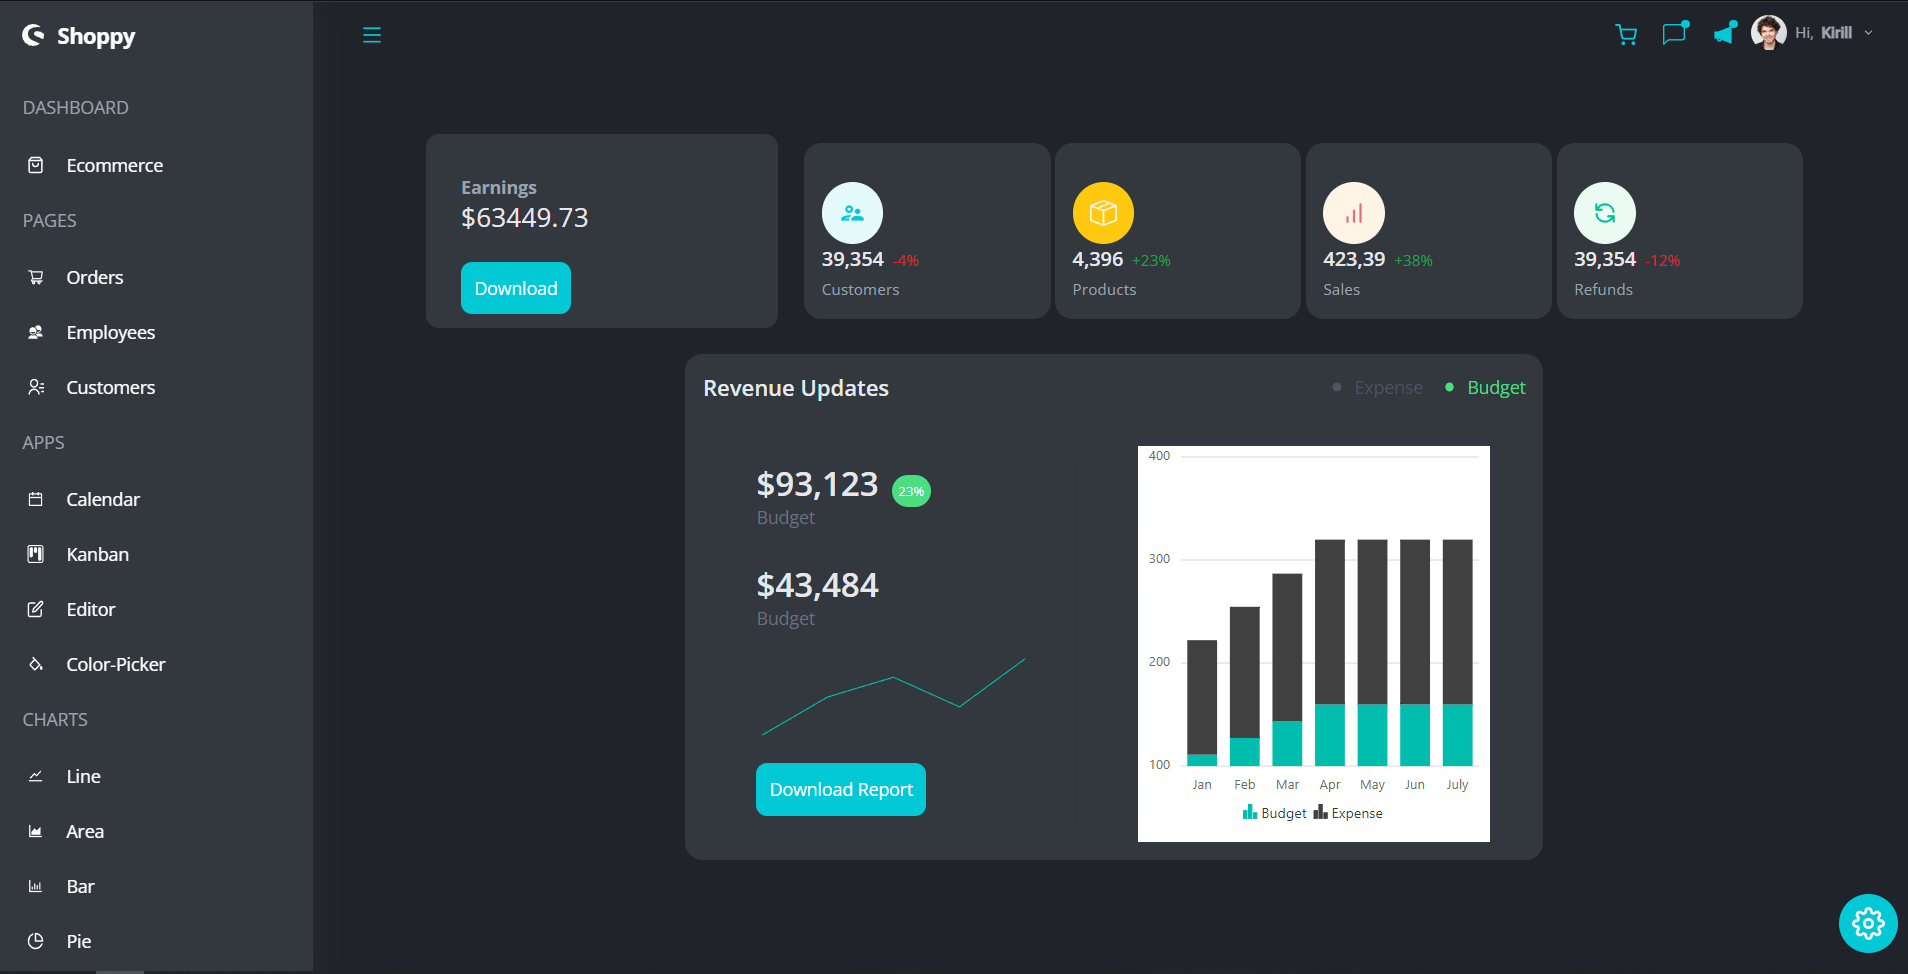 Shoppy
Hi, Kirill
DASHBOARD
Ecommerce
PAGES
Orders
Employees
Customers
APPS
Calendar
Kanban
Editor
Color-Picker
CHARTS
Line
Area
Bar
Pie
Earnings
$63449.73
Download
39,354 -4%
Customers
4,396 +23%
Products
423,39 +38%
Sales
39,354 -12%
Refunds
Revenue Updates
Expense
Budget
$93,123 23%
Budget
$43,484
Budget
Download Report
400
300
200
100
Jan Feb Mar Apr May Jun July
Budget Expense